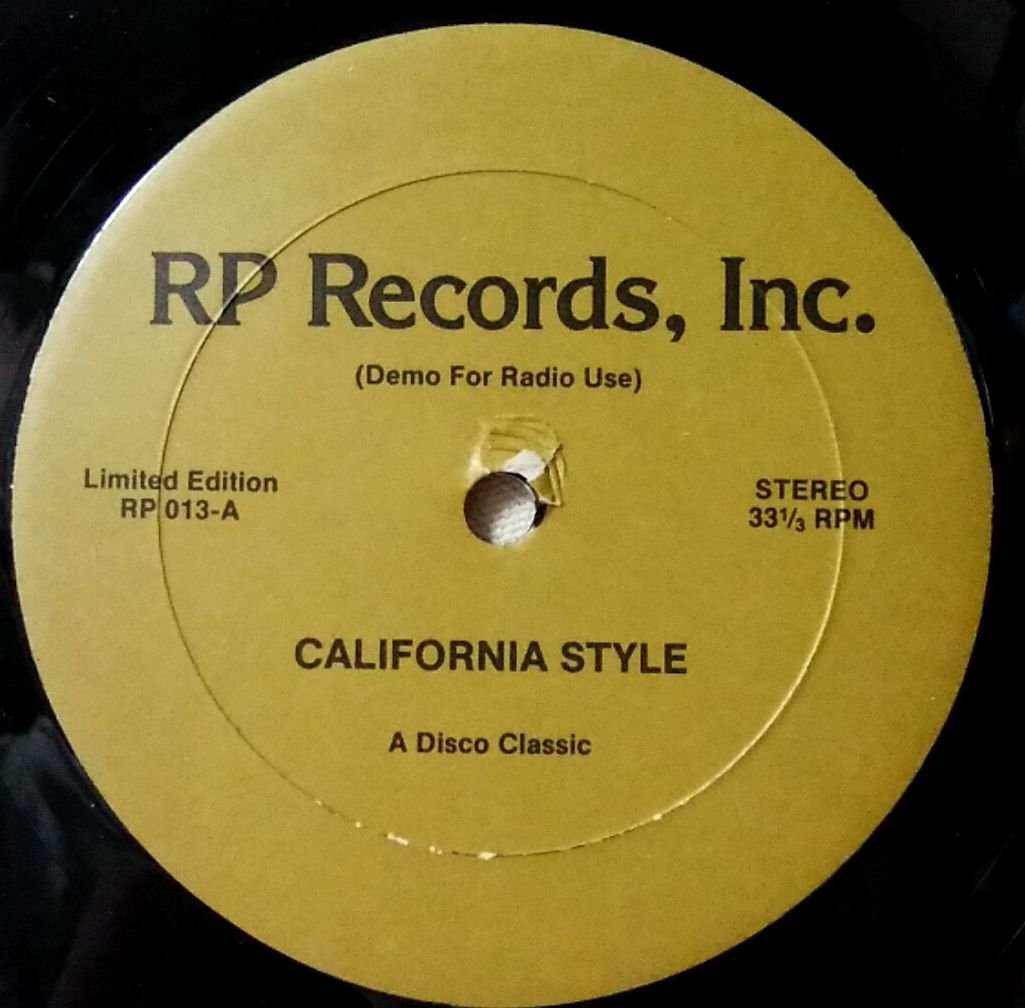 RP Records, Inc.
(Demo For Radio Use)
Limited Edition
RP 013-A
STEREO
33⅓ RPM
CALIFORNIA STYLE
A Disco Classic